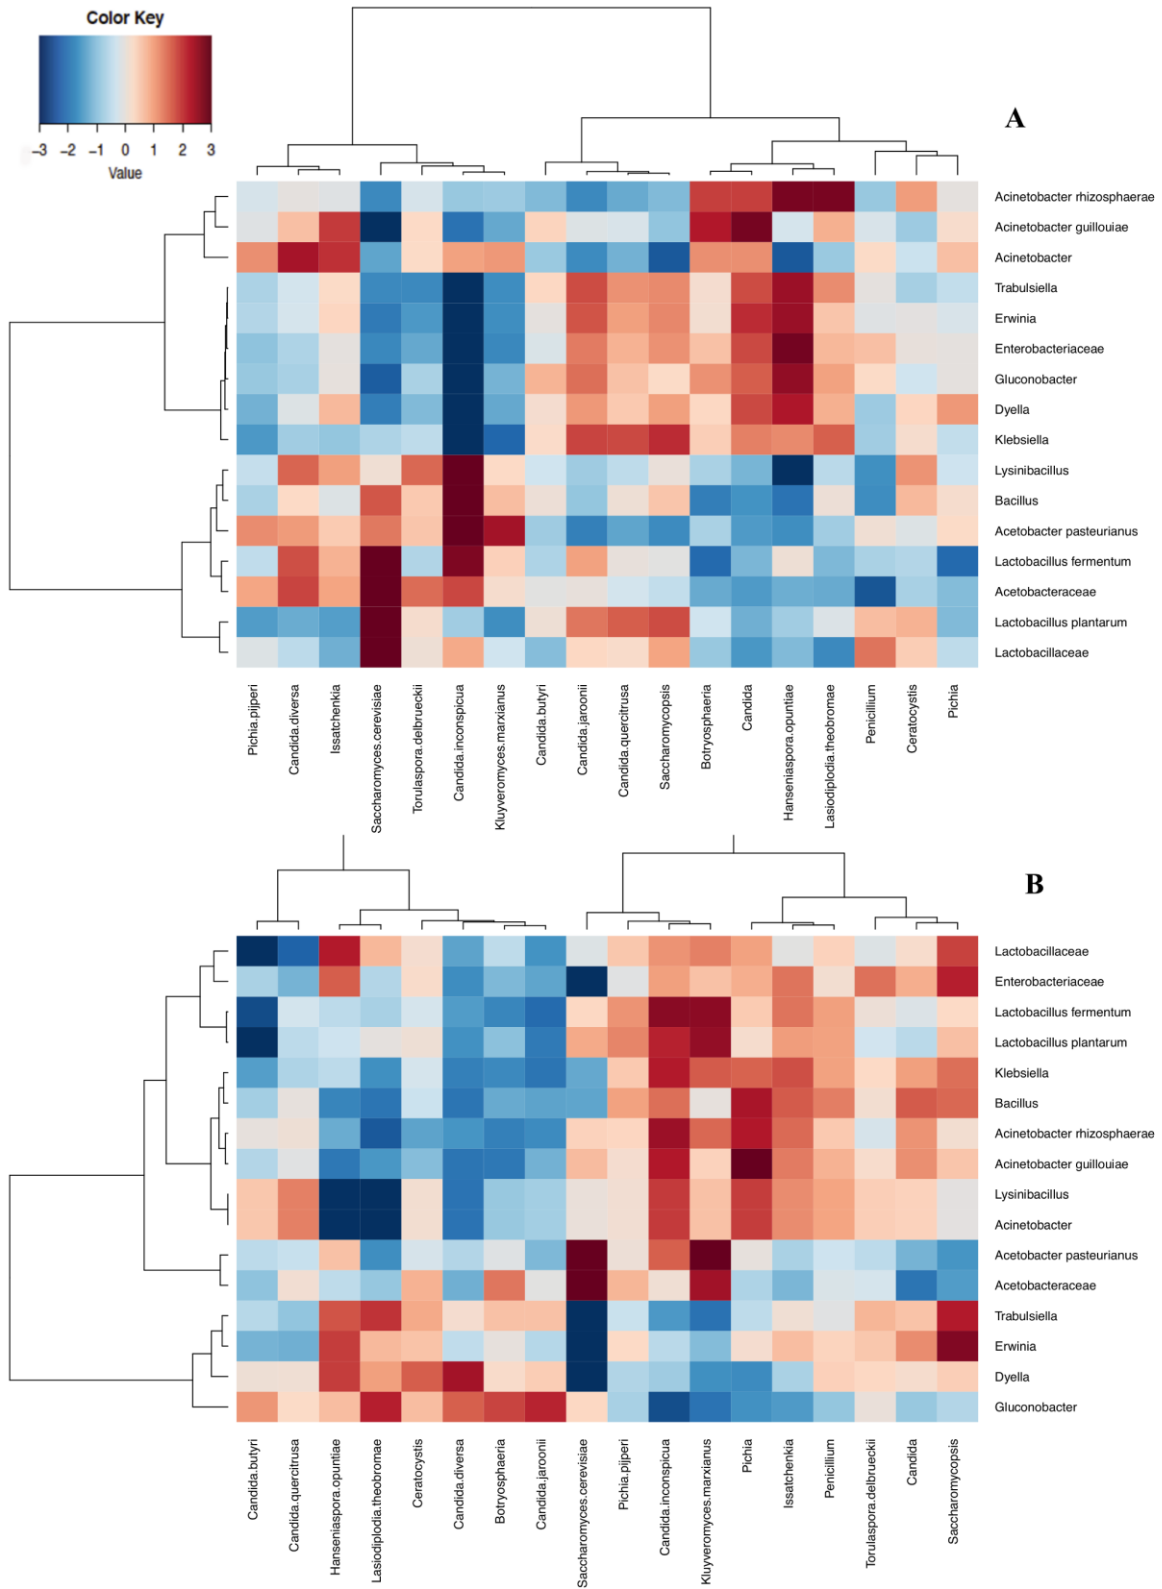 Color Key
−3 −2 −1 0 1 2 3
Value
A
Acinetobacter rhizosphaerae
Acinetobacter guillouiae
Acinetobacter
Trabulsiella
Erwinia
Enterobacteriaceae
Gluconobacter
Dyella
Klebsiella
Lysinibacillus
Bacillus
Acetobacter pasteurianus
Lactobacillus fermentum
Acetobacteraceae
Lactobacillus plantarum
Lactobacillaceae
Pichia.pijperi
Candida.diversa
Issatchenkia
Saccharomyces.cerevisiae
Torulaspora.delbrueckii
Candida.inconspicua
Kluyveromyces.marxianus
Candida.butyri
Candida.jaroonii
Candida.quercitrusa
Saccharomycopsis
Botryosphaeria
Candida
Hanseniaspora.opuntiae
Lasiodiplodia.theobromae
Penicillium
Ceratocystis
Pichia
B
Lactobacillaceae
Enterobacteriaceae
Lactobacillus fermentum
Lactobacillus plantarum
Klebsiella
Bacillus
Acinetobacter rhizosphaerae
Acinetobacter guillouiae
Lysinibacillus
Acinetobacter
Acetobacter pasteurianus
Acetobacteraceae
Trabulsiella
Erwinia
Dyella
Gluconobacter
Candida.butyri
Candida.quercitrusa
Hanseniaspora.opuntiae
Lasiodiplodia.theobromae
Ceratocystis
Candida.diversa
Botryosphaeria
Candida.jaroonii
Saccharomyces.cerevisiae
Pichia.pijperi
Candida.inconspicua
Kluyveromyces.marxianus
Pichia
Issatchenkia
Penicillium
Torulaspora.delbrueckii
Candida
Saccharomycopsis